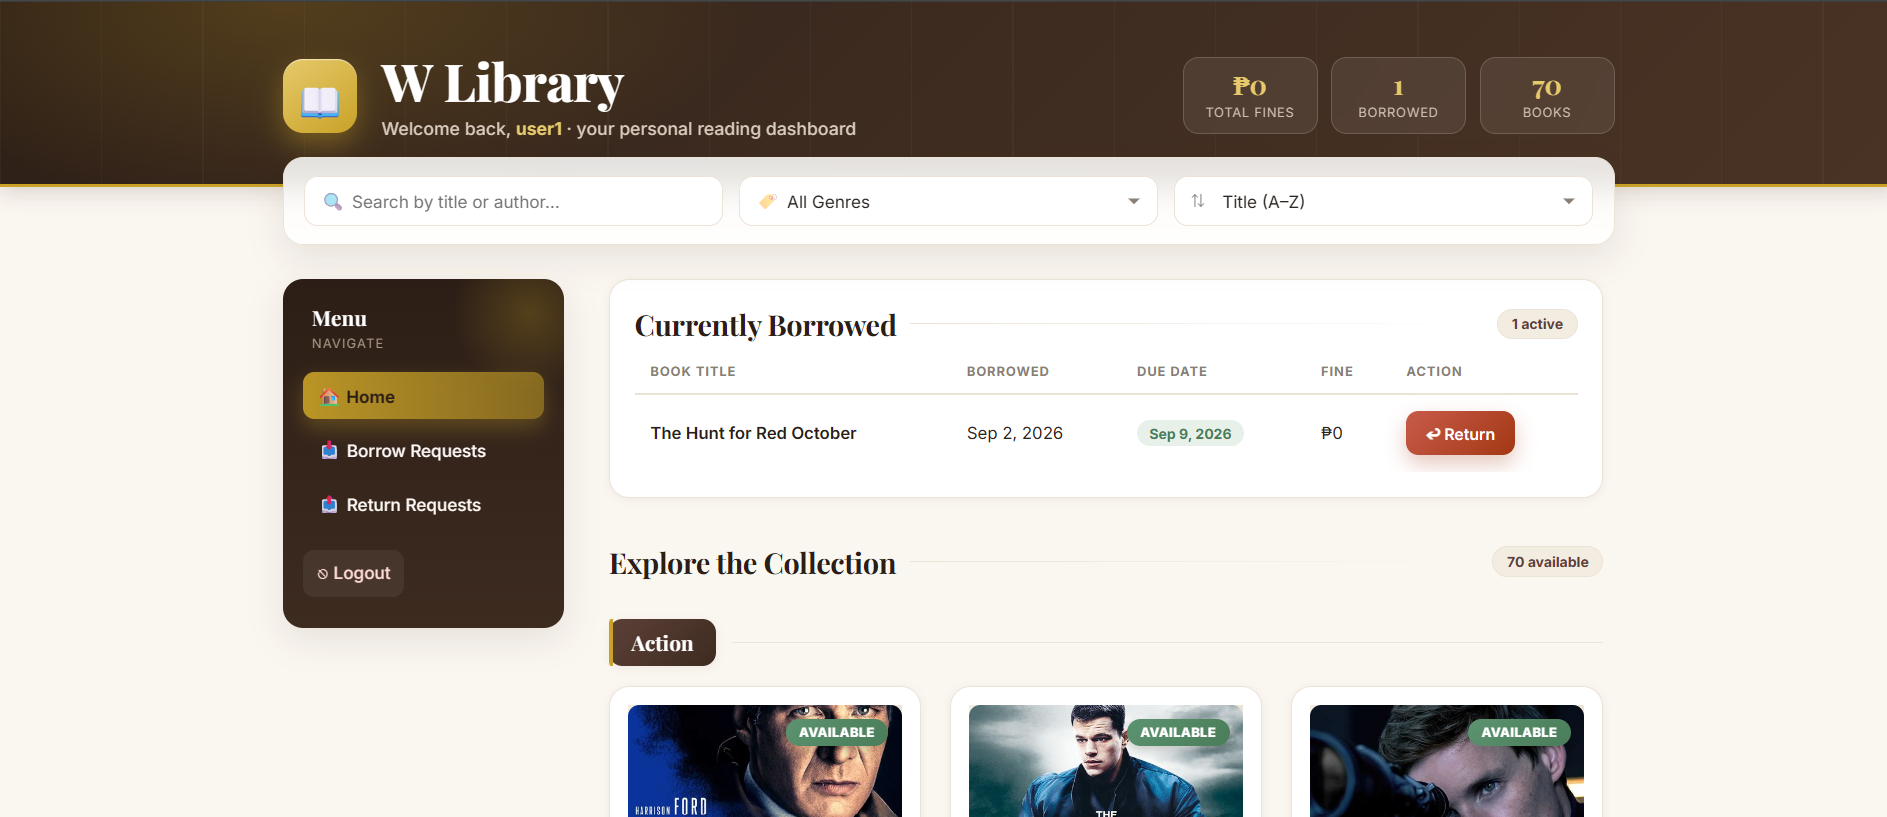 W Library
Welcome back, user1 · your personal reading dashboard
₱0
TOTAL FINES
1
BORROWED
70
BOOKS
Search by title or author...
All Genres
Title (A–Z)
Menu
NAVIGATE
Home
Borrow Requests
Return Requests
Logout
Currently Borrowed
1 active
BOOK TITLE BORROWED DUE DATE FINE ACTION
The Hunt for Red October Sep 2, 2026 Sep 9, 2026 ₱0 Return
Explore the Collection
70 available
Action
AVAILABLE
HARRISON FORD
AVAILABLE
THE
AVAILABLE